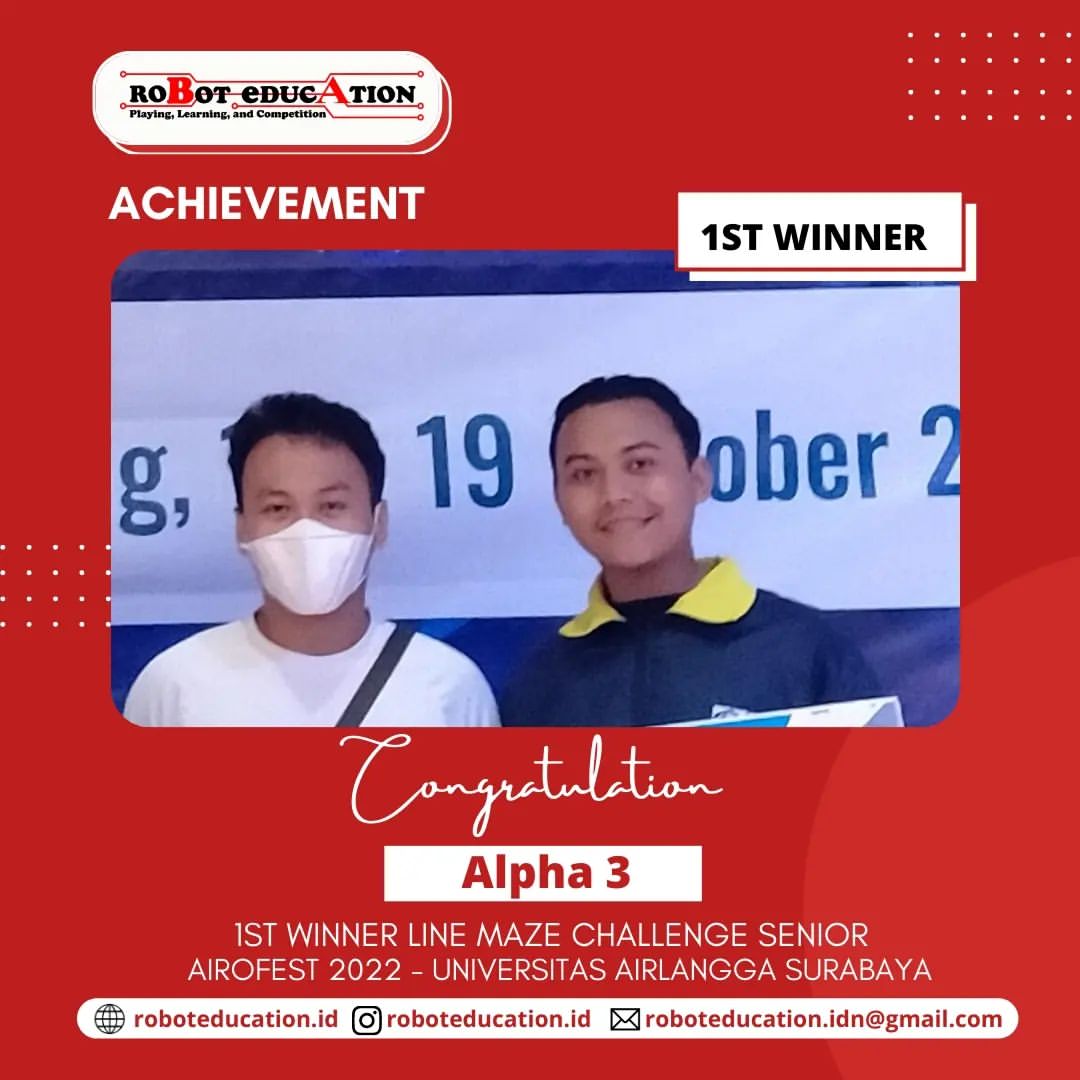 ROBOT EDUCATION
Playing, Learning, and Competition
ACHIEVEMENT
1ST WINNER
g, 19 ober 2
Congratulation
Alpha 3
1ST WINNER LINE MAZE CHALLENGE SENIOR
AIROFEST 2022 - UNIVERSITAS AIRLANGGA SURABAYA
roboteducation.id roboteducation.id roboteducation.idn@gmail.com